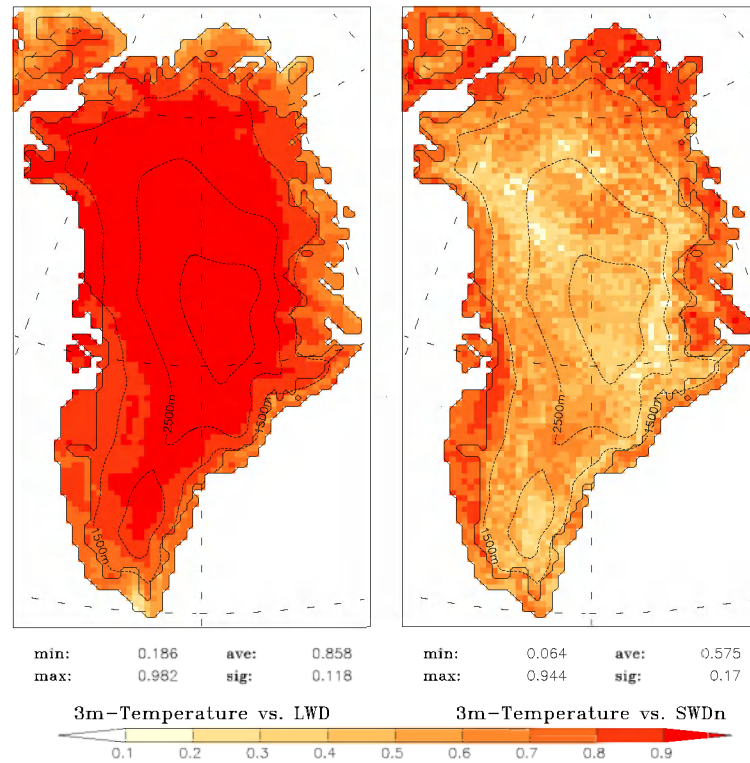 2500m
1500m
1500m
2500m
1500m
1500m
min: 0.186 ave: 0.858
max: 0.982 sig: 0.118
min: 0.064 ave: 0.575
max: 0.944 sig: 0.17
3m-Temperature vs. LWD
3m-Temperature vs. SWDn
0.1 0.2 0.3 0.4 0.5 0.6 0.7 0.8 0.9